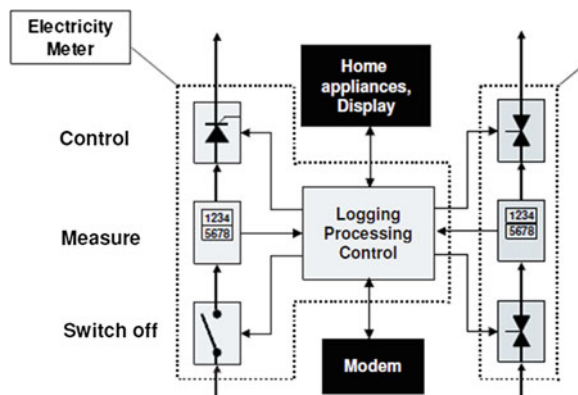 Electricity
Meter
Home
appliances,
Display
Control
1234
5678
Measure
Logging
Processing
Control
1234
5678
Switch off
Modem